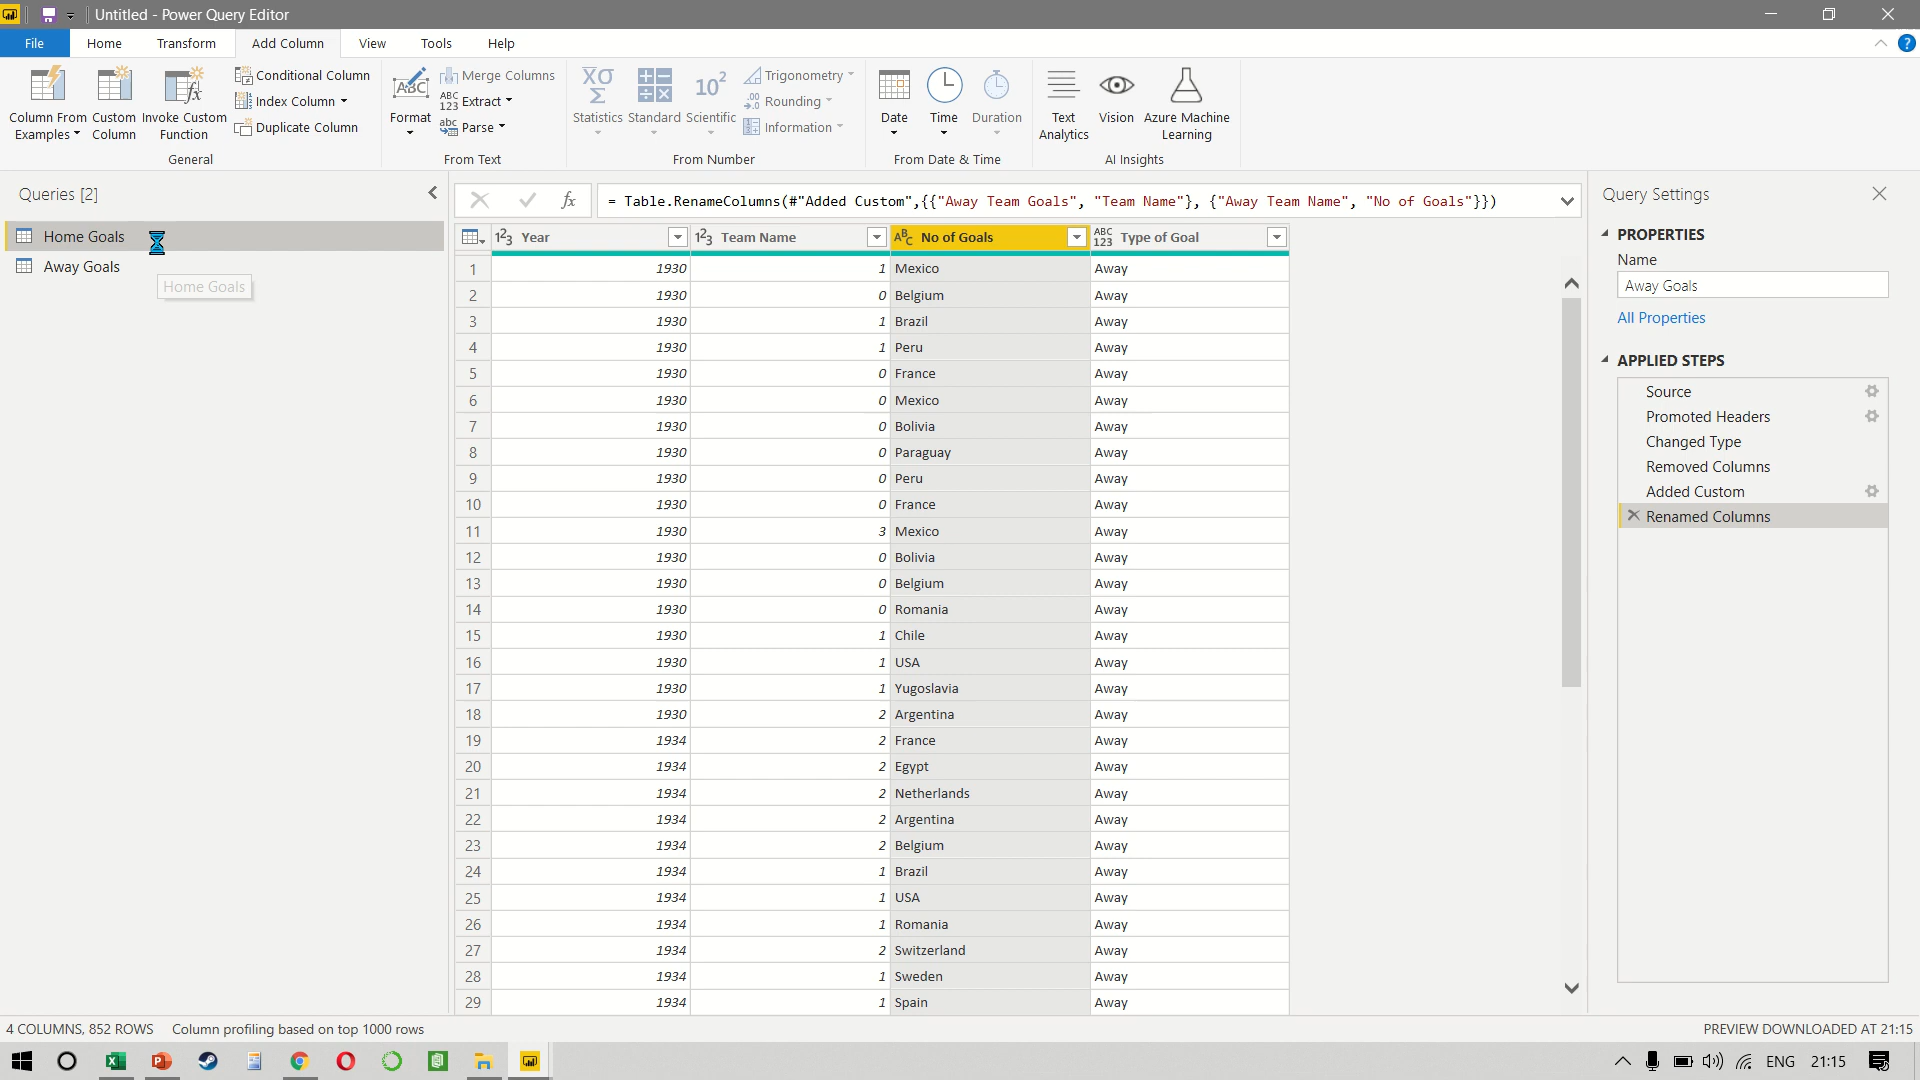 Untitled - Power Query Editor
File Home Transform Add Column View Tools Help
Column From Examples
Custom Column
Invoke Custom Function
Conditional Column
Index Column
Duplicate Column
General
Format
Merge Columns
Extract
Parse
From Text
Statistics
Standard
Scientific
Trigonometry
Rounding
Information
From Number
Date
Time
Duration
From Date & Time
Text Analytics
Vision
Azure Machine Learning
AI Insights
Queries [2]
Home Goals
Away Goals
Home Goals
= Table.RenameColumns(#"Added Custom",{{"Away Team Goals", "Team Name"}, {"Away Team Name", "No of Goals"}})
Year Team Name No of Goals Type of Goal
1 1930 1 Mexico Away
2 1930 0 Belgium Away
3 1930 1 Brazil Away
4 1930 1 Peru Away
5 1930 0 France Away
6 1930 0 Mexico Away
7 1930 0 Bolivia Away
8 1930 0 Paraguay Away
9 1930 0 Peru Away
10 1930 0 France Away
11 1930 3 Mexico Away
12 1930 0 Bolivia Away
13 1930 0 Belgium Away
14 1930 0 Romania Away
15 1930 1 Chile Away
16 1930 1 USA Away
17 1930 1 Yugoslavia Away
18 1930 2 Argentina Away
19 1934 2 France Away
20 1934 2 Egypt Away
21 1934 2 Netherlands Away
22 1934 2 Argentina Away
23 1934 2 Belgium Away
24 1934 1 Brazil Away
25 1934 1 USA Away
26 1934 1 Romania Away
27 1934 2 Switzerland Away
28 1934 1 Sweden Away
29 1934 1 Spain Away
Query Settings
PROPERTIES
Name
Away Goals
All Properties
APPLIED STEPS
Source
Promoted Headers
Changed Type
Removed Columns
Added Custom
Renamed Columns
4 COLUMNS, 852 ROWS Column profiling based on top 1000 rows
PREVIEW DOWNLOADED AT 21:15
ENG 21:15